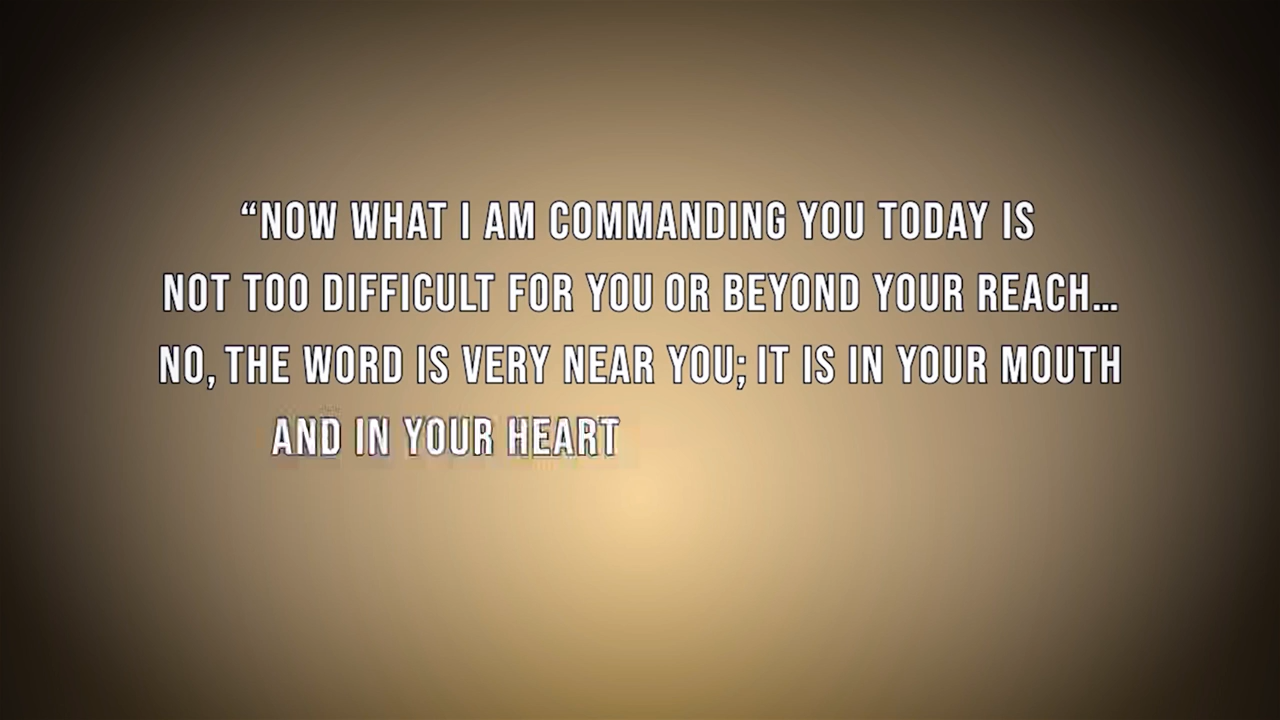 “NOW WHAT I AM COMMANDING YOU TODAY IS
NOT TOO DIFFICULT FOR YOU OR BEYOND YOUR REACH…
NO, THE WORD IS VERY NEAR YOU; IT IS IN YOUR MOUTH
AND IN YOUR HEART